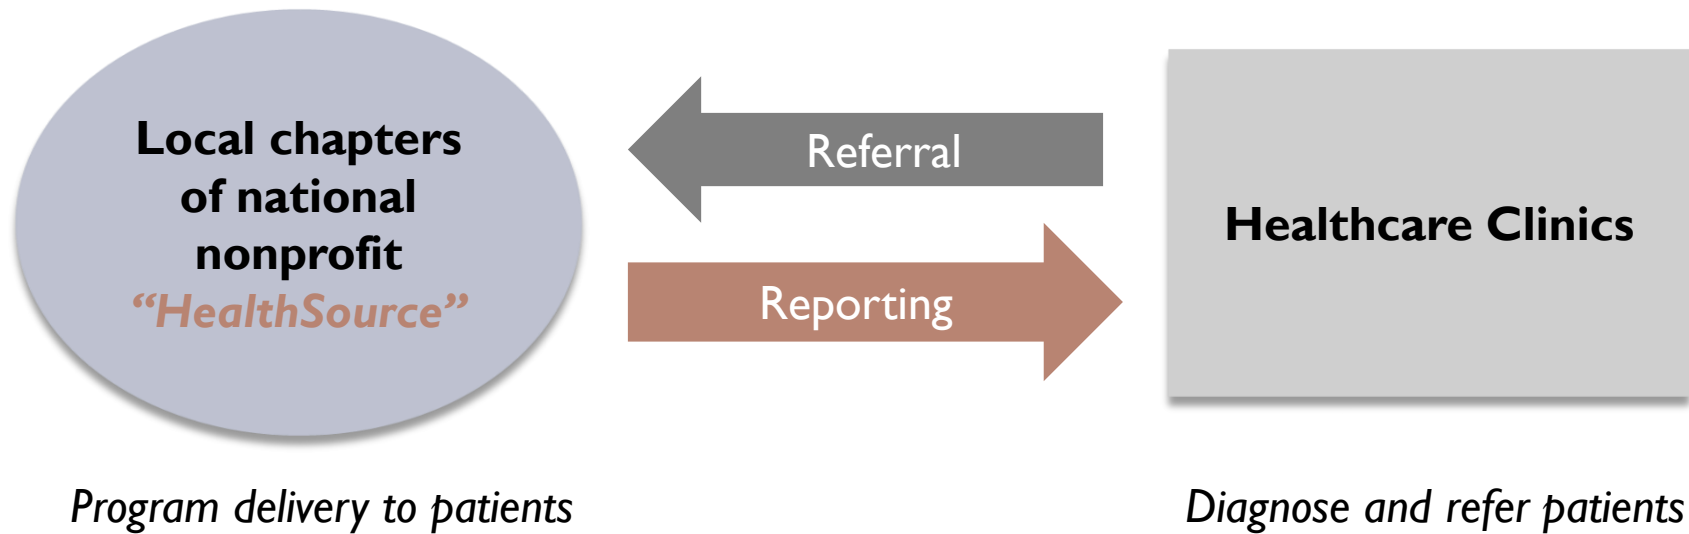 Local chapters
of national
nonprofit
“HealthSource”
Referral
Reporting
Healthcare Clinics
Program delivery to patients
Diagnose and refer patients